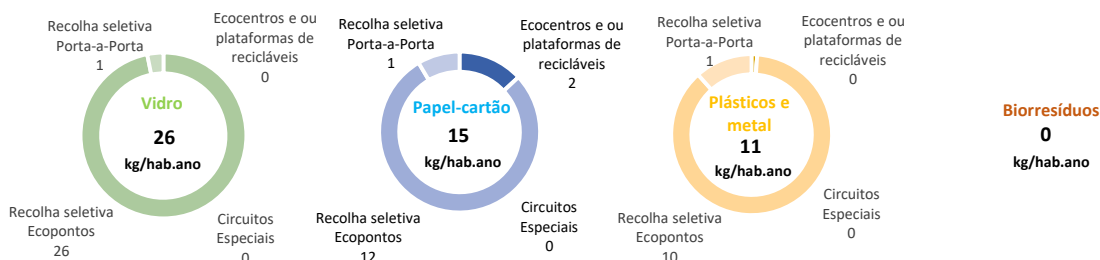 Recolha seletiva
Porta-a-Porta
1
Ecocentros e ou
plataformas de
recicláveis
0
Vidro
26
kg/hab.ano
Recolha seletiva
Ecopontos
26
Circuitos
Especiais
0
Recolha seletiva
Porta-a-Porta
1
Ecocentros e ou
plataformas de
recicláveis
2
Papel-cartão
15
kg/hab.ano
Recolha seletiva
Ecopontos
12
Circuitos
Especiais
0
Recolha seletiva
Porta-a-Porta
1
Ecocentros e ou
plataformas de
recicláveis
0
Plásticos e
metal
11
kg/hab.ano
Recolha seletiva
Ecopontos
10
Circuitos
Especiais
0
Biorresíduos
0
kg/hab.ano